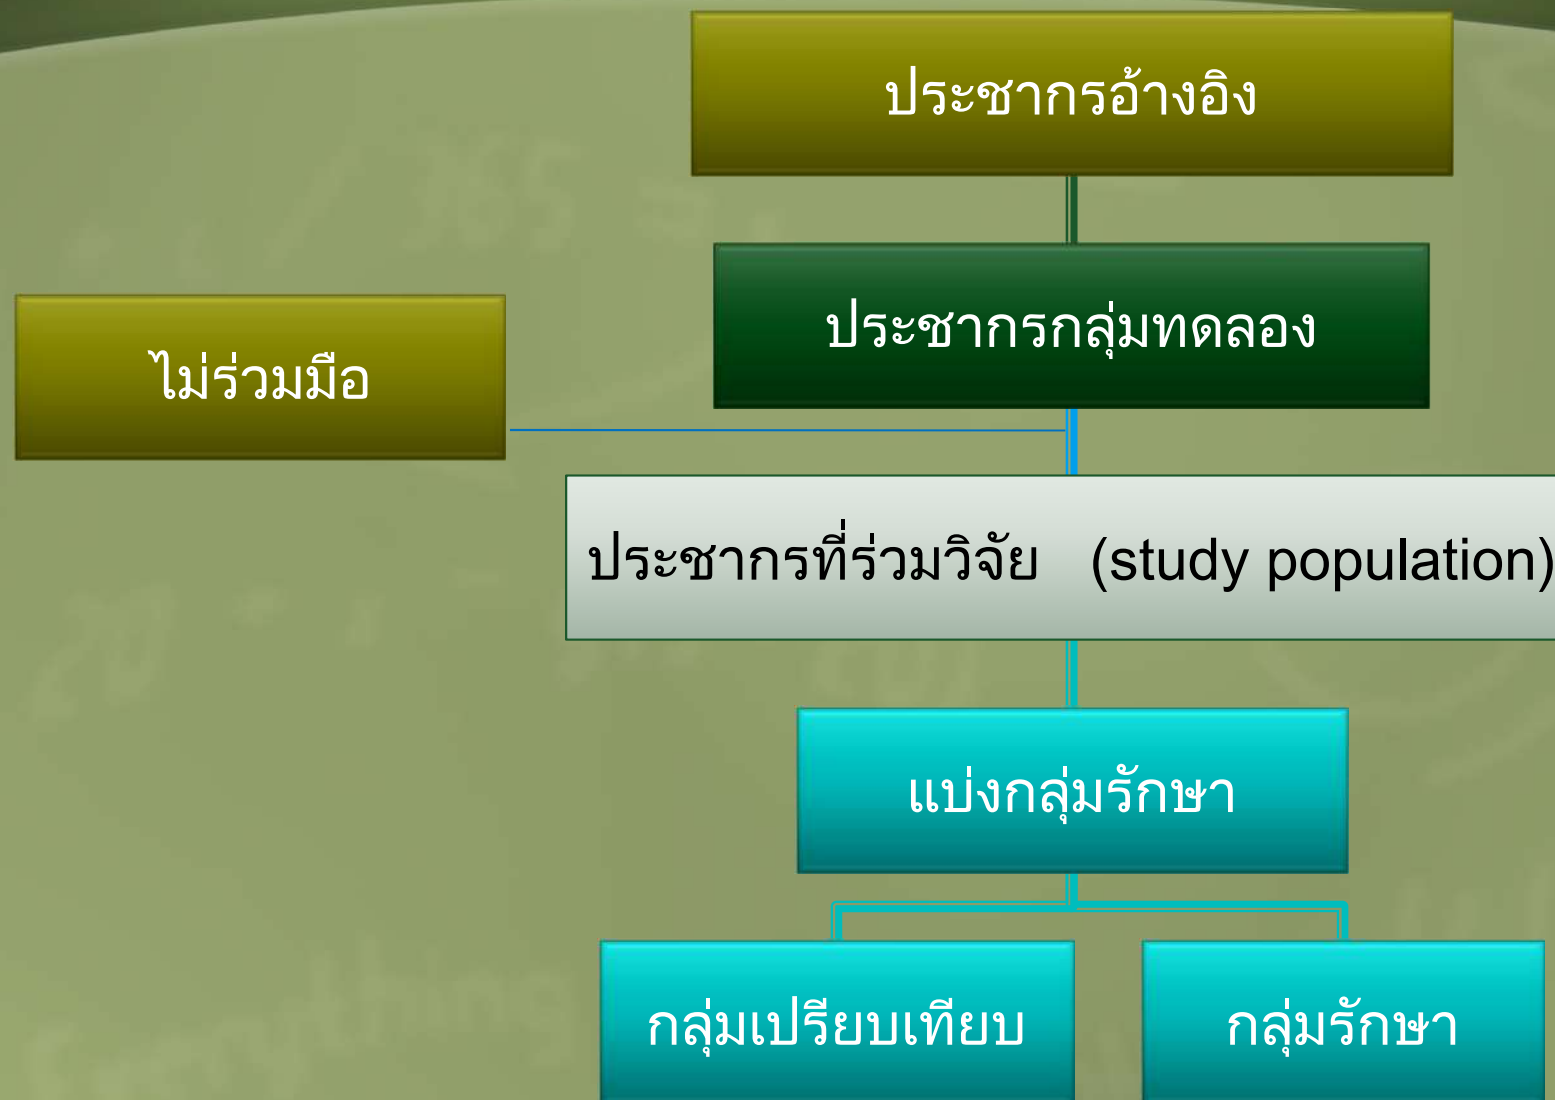 ประชากรอ้างอิง
ประชากรกลุ่มทดลอง
ไม่ร่วมมือ
ประชากรที่ร่วมวิจัย (study population)
แบ่งกลุ่มรักษา
กลุ่มเปรียบเทียบ
กลุ่มรักษา